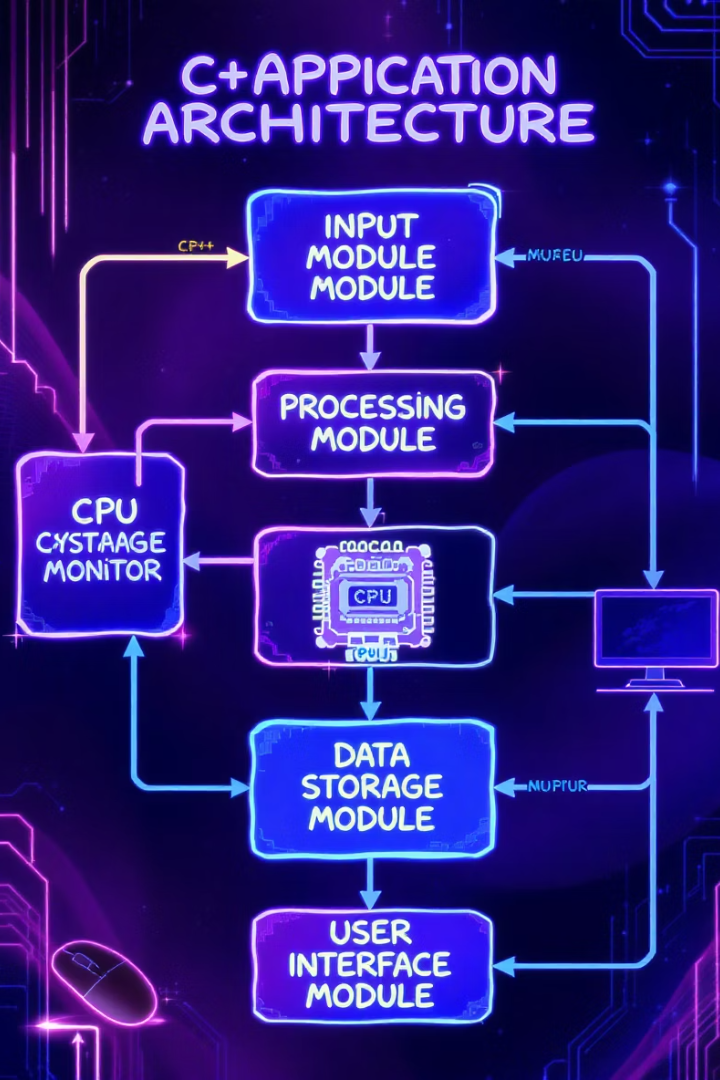 C+APPICATION
ARCHITECTURE
INPUT
MODULE
MODULE
CP++
MUFEU
PROCESSING
MODULE
CPU
CYSTAAGE
MONITOR
CPU
DATA
STORAGE
MODULE
MUPFUR
USER
INTERFACE
MODULE